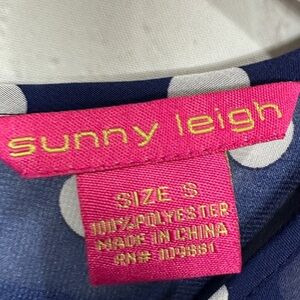 sunny leigh
SIZE S
100%POLYESTER
MADE IN CHINA
RN# 109881